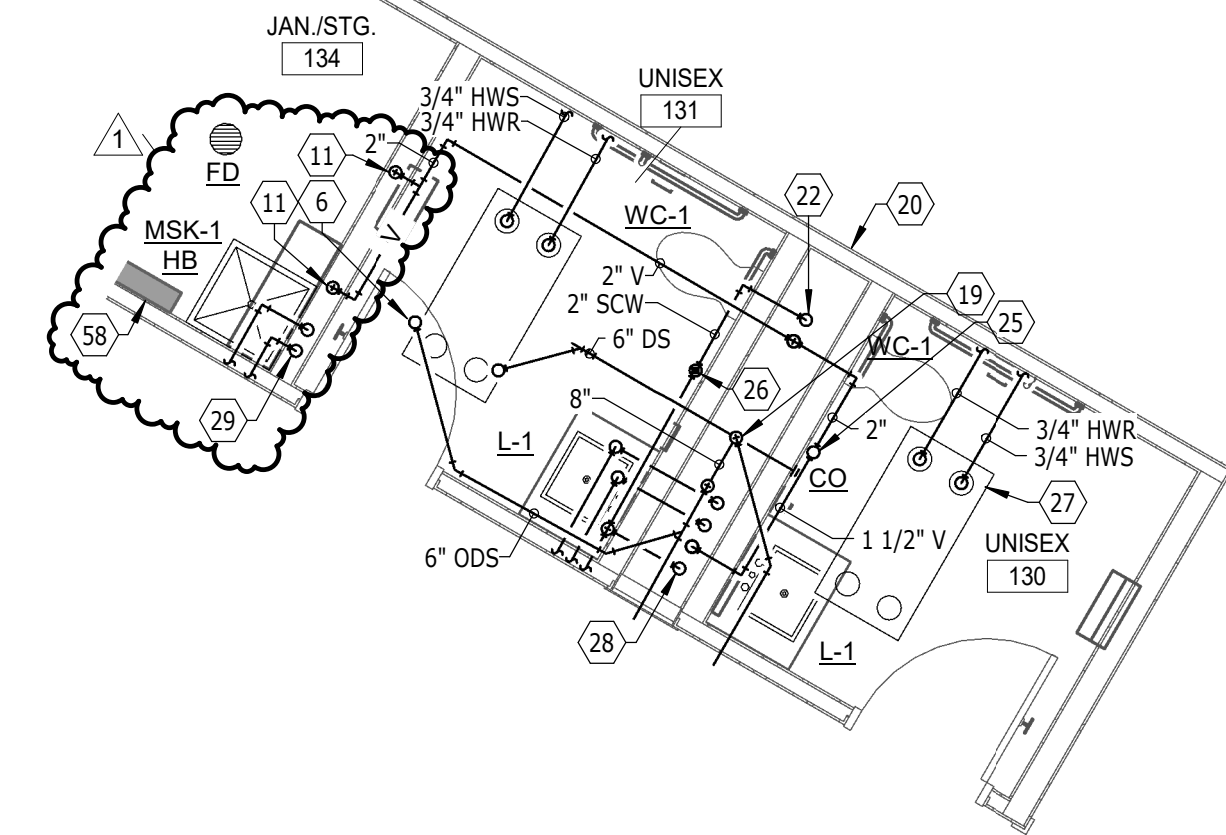 JAN./STG.
134
UNISEX
131
3/4" HWS
3/4" HWR
1
2"
11
FD
11
6
WC-1
22
20
MSK-1
HB
V
2" V
2" SCW
19
25
58
6" DS
WC-1
26
29
8"
2"
3/4" HWR
3/4" HWS
L-1
CO
27
1 1/2" V
UNISEX
130
6" ODS
28
L-1